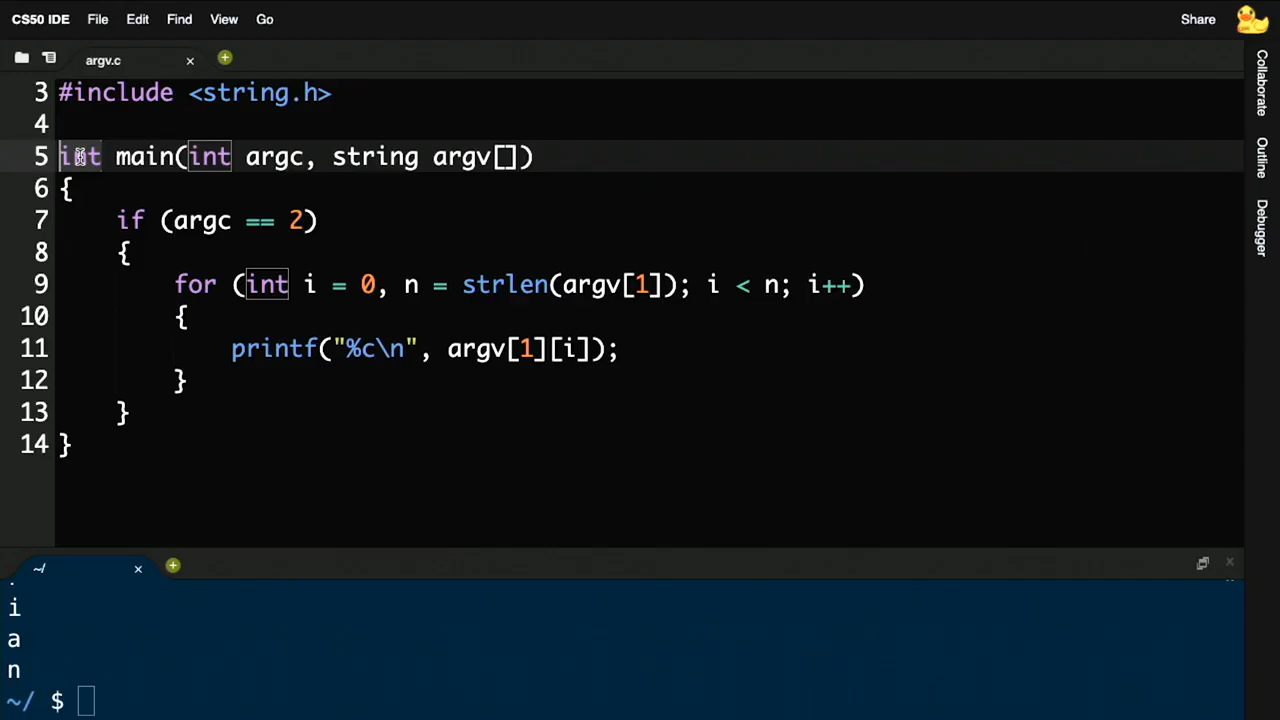 CS50 IDE File Edit Find View Go Share
argv.c
3 #include <string.h>
4
5 int main(int argc, string argv[])
6 {
7 if (argc == 2)
8 {
9 for (int i = 0, n = strlen(argv[1]); i < n; i++)
10 {
11 printf("%c\n", argv[1][i]);
12 }
13 }
14 }
Collaborate
Outline
Debugger
~/
i
a
n
~/ $